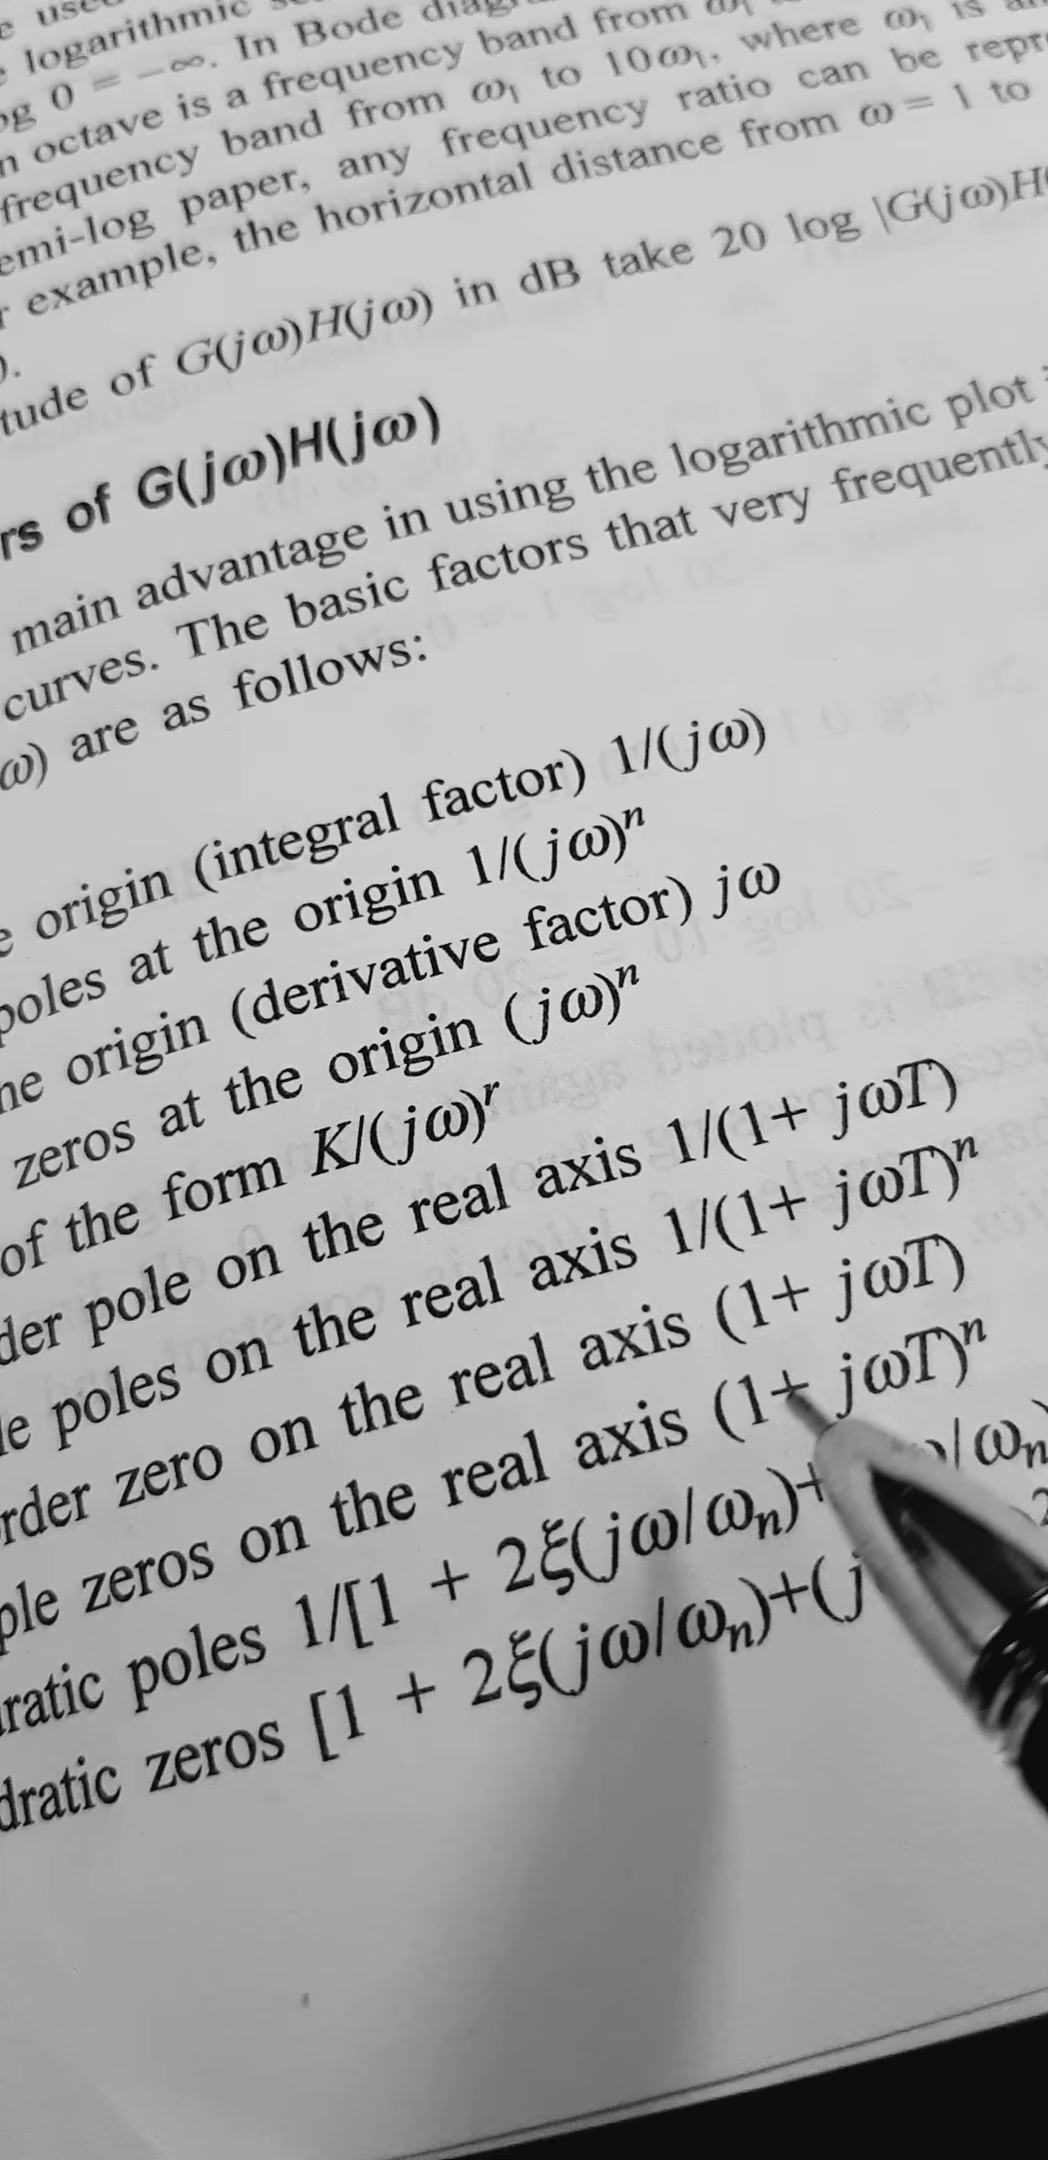 logarithmic
og 0 = −∞. In Bode
n octave is a frequency band from ω₁
frequency band from ω₁ to 10ω₁, where ω₁ is
emi-log paper, any frequency ratio can be repr
r example, the horizontal distance from ω = 1 to
).
tude of G(jω)H(jω) in dB take 20 log |G(jω)H(
rs of G(jω)H(jω)
main advantage in using the logarithmic plot
curves. The basic factors that very frequently
ω) are as follows:
e origin (integral factor) 1/(jω)
poles at the origin 1/(jω)ⁿ
he origin (derivative factor) jω
zeros at the origin (jω)ⁿ
of the form K/(jω)ʳ
der pole on the real axis 1/(1+ jωT)
le poles on the real axis 1/(1+ jωT)ⁿ
rder zero on the real axis (1+ jωT)
ple zeros on the real axis (1+ jωT)ⁿ
ratic poles 1/[1 + 2ξ(jω/ωₙ)+ /ωₙ)
dratic zeros [1 + 2ξ(jω/ωₙ)+(j